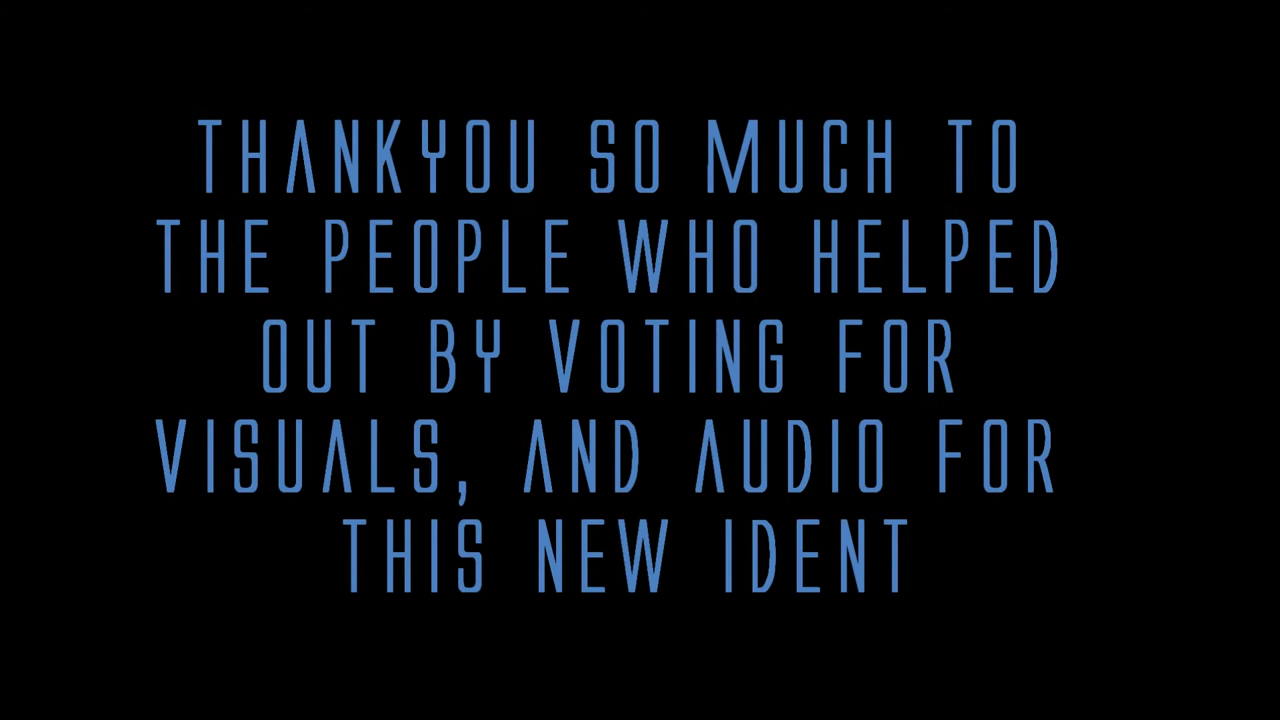 THANKYOU SO MUCH TO
THE PEOPLE WHO HELPED
OUT BY VOTING FOR
VISUALS, AND AUDIO FOR
THIS NEW IDENT